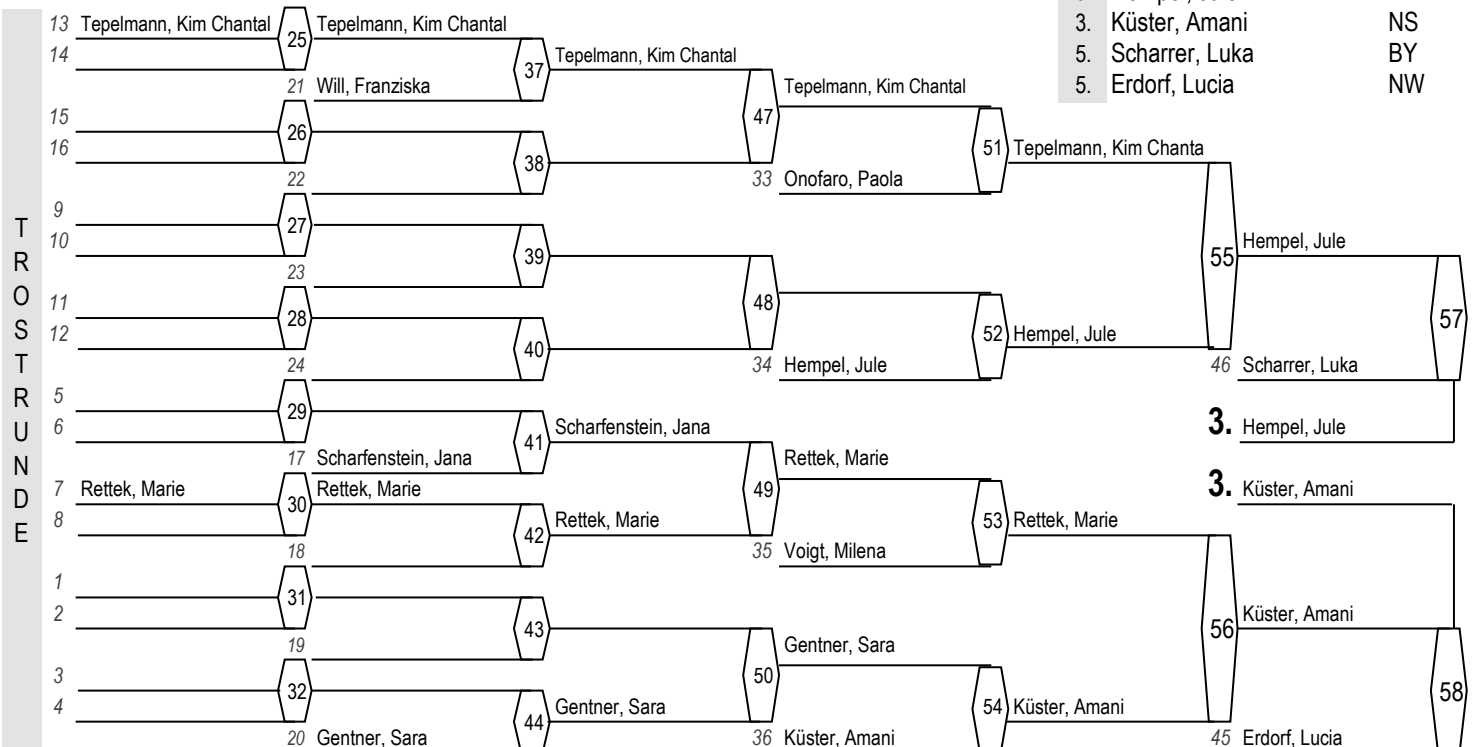 3. Küster, Amani NS
5. Scharrer, Luka BY
5. Erdorf, Lucia NW
TROSTRUNDE
13 Tepelmann, Kim Chantal 25 Tepelmann, Kim Chantal
14
37 Tepelmann, Kim Chantal
21 Will, Franziska
47 Tepelmann, Kim Chantal
15
26
16
38
22
51 Tepelmann, Kim Chanta
33 Onofaro, Paola
9
27
10
39
23
55 Hempel, Jule
11
28
12
48
52 Hempel, Jule
57
40
24
34 Hempel, Jule
46 Scharrer, Luka
5
29
6
41 Scharfenstein, Jana
3. Hempel, Jule
17 Scharfenstein, Jana
49 Rettek, Marie
7 Rettek, Marie 30 Rettek, Marie
3. Küster, Amani
8
42 Rettek, Marie
53 Rettek, Marie
18
35 Voigt, Milena
1
31
2
43
56 Küster, Amani
19
50 Gentner, Sara
3
32
4
44 Gentner, Sara
54 Küster, Amani
58
20 Gentner, Sara
36 Küster, Amani
45 Erdorf, Lucia